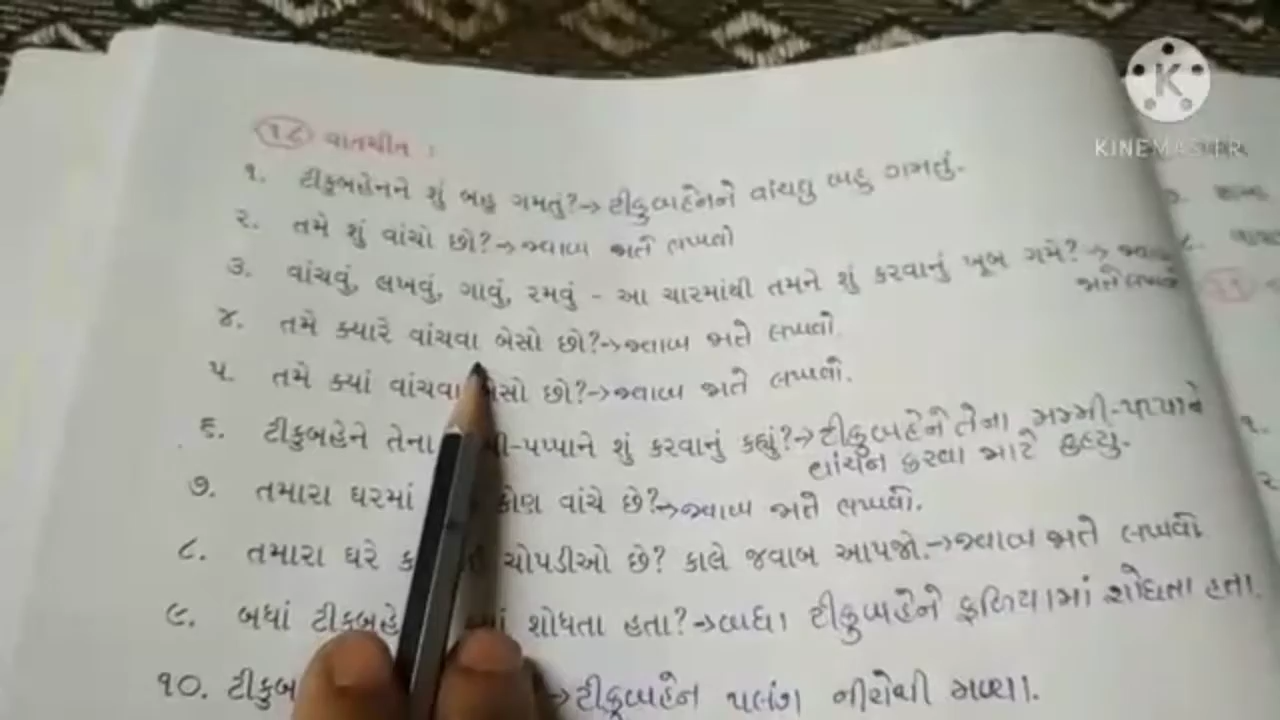 ૧૮ વાતચીત :
KINEMASTER
૧. ટીકુબહેનને શું બહુ ગમતું?→ટીકુબહેનને વાંચવુ બહુ ગમતું.
૨. તમે શું વાંચો છો?→જવાબ જાતે લખવો
૩. વાંચવું, લખવું, ગાવું, રમવું - આ ચારમાંથી તમને શું કરવાનું ખૂબ ગમે?→ જવાબ
જાતે લખવો
૪. તમે ક્યારે વાંચવા બેસો છો?→જવાબ જાતે લખવો.
૫. તમે ક્યાં વાંચવા બેસો છો?→જવાબ જાતે લખવો.
૬. ટીકુબહેને તેના -પપ્પાને શું કરવાનું કહ્યું?→ટીકુબહેને તેના મમ્મી-પાપાને
વાંચન કરવા માટે કહ્યુ.
૭. તમારા ઘરમાં કોણ વાંચે છે?→જવાબ જાતે લખવો.
૮. તમારા ઘરે ચોપડીઓ છે? કાલે જવાબ આપજો.→જવાબ જાતે લખવો
૯. બધાં ટીકુબહે શોધતા હતા?→બધા ટીકુબહેનને ફળિયામાં શોધતા હતા.
૧૦. ટીકુબ →ટીકુબહેન પલંગ નીચેથી મળ્યા.